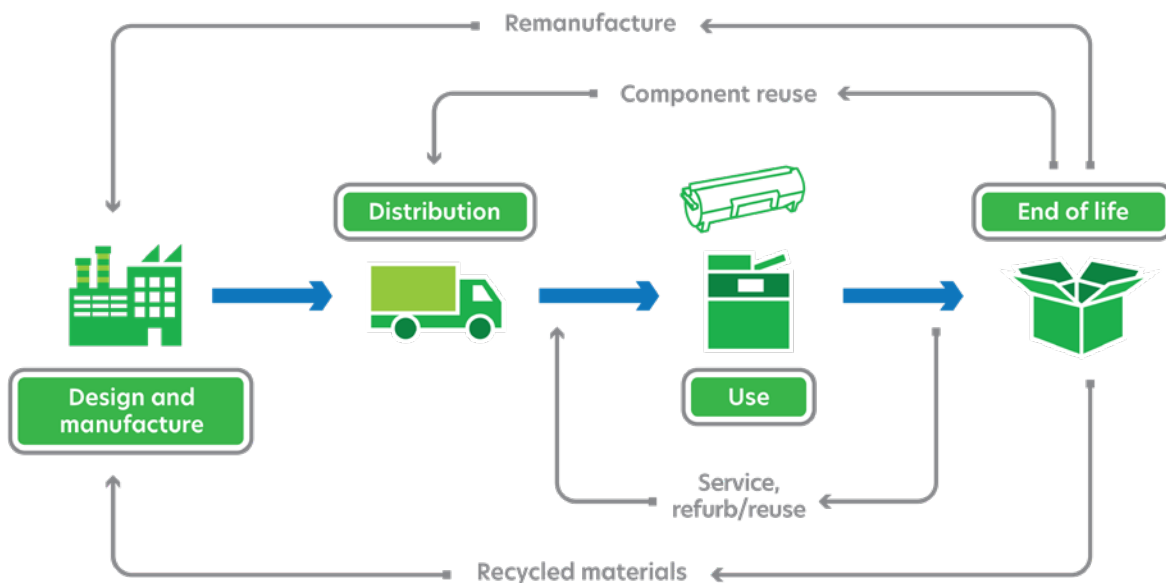 Remanufacture
Component reuse
Distribution
End of life
Design and
manufacture
Use
Service,
refurb/reuse
Recycled materials